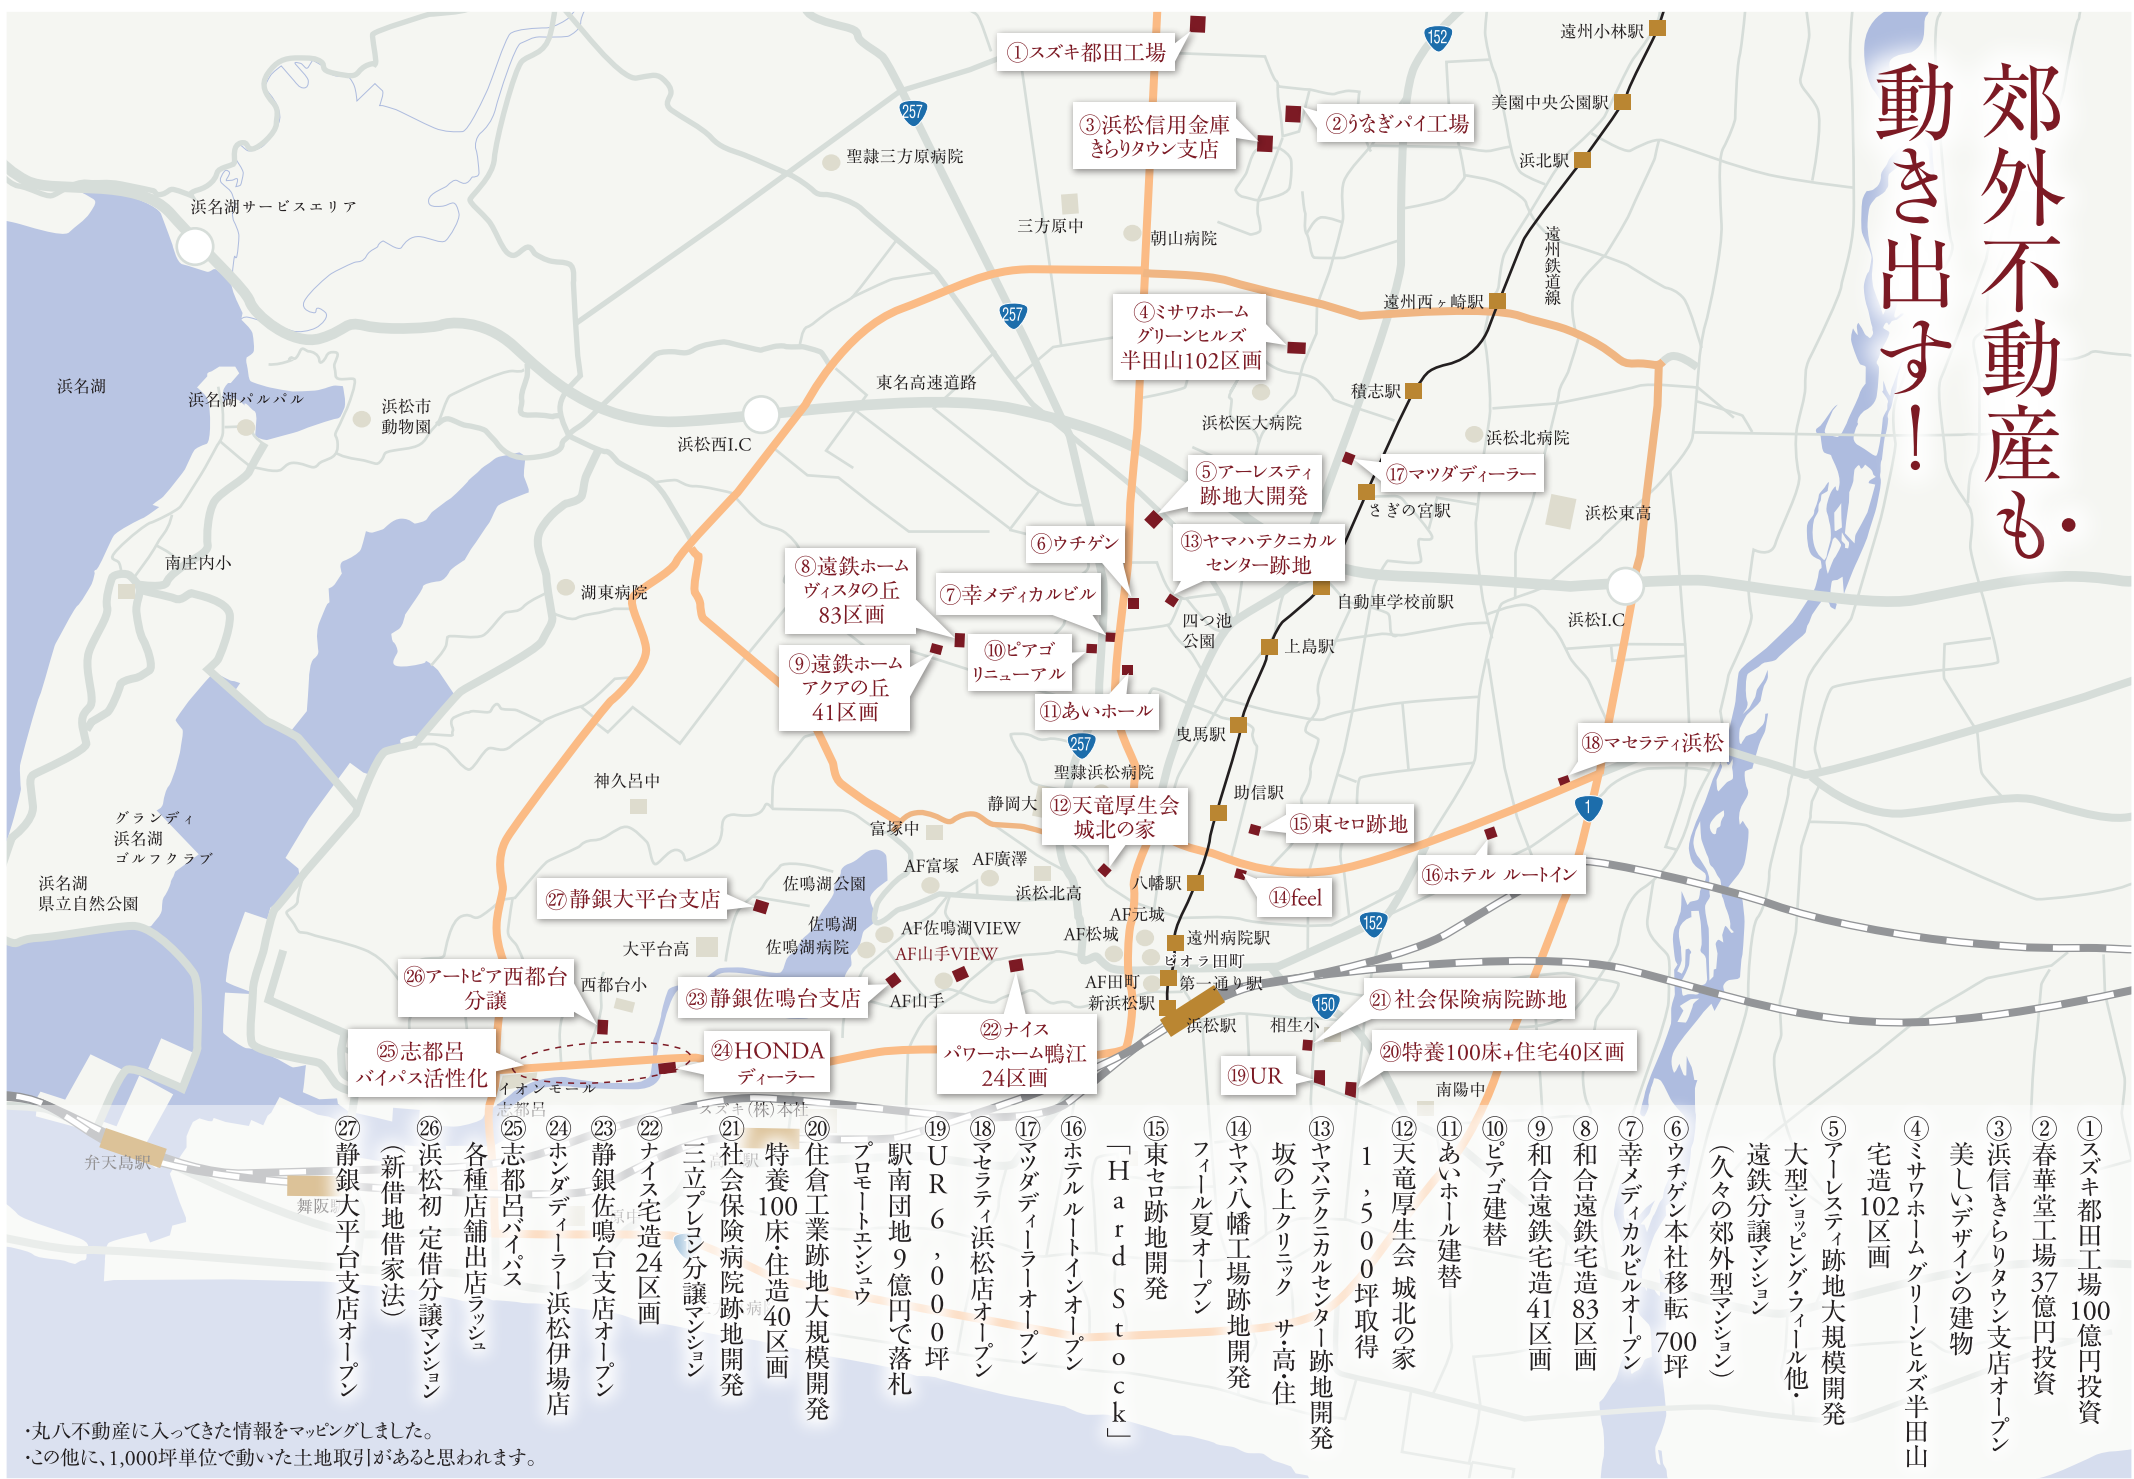 郊外不動産も
動き出す！
①スズキ都田工場
②うなぎパイ工場
③浜松信用金庫
きらりタウン支店
④ミサワホーム
グリーンヒルズ
半田山102区画
⑤アーレスティ
跡地大開発
⑥ウチゲン
⑦幸メディカルビル
⑧遠鉄ホーム
ヴィスタの丘
83区画
⑨遠鉄ホーム
アクアの丘
41区画
⑩ピアゴ
リニューアル
⑪あいホール
⑫天竜厚生会
城北の家
⑬ヤマハテクニカル
センター跡地
⑭feel
⑮東セロ跡地
⑯ホテル ルートイン
⑰マツダディーラー
⑱マセラティ浜松
⑲UR
⑳特養100床+住宅40区画
㉑社会保険病院跡地
㉒ナイス
パワーホーム鴨江
24区画
㉓静銀佐鳴台支店
㉔HONDA
ディーラー
㉕志都呂
バイパス活性化
㉖アートピア西都台
分譲
㉗静銀大平台支店
152
257
257
257
1
152
150
遠州小林駅
美薗中央公園駅
浜北駅
遠州鉄道線
遠州西ヶ崎駅
積志駅
さぎの宮駅
自動車学校前駅
上島駅
曳馬駅
助信駅
八幡駅
遠州病院駅
第一通り駅
新浜松駅
浜松駅
聖隷三方原病院
浜名湖サービスエリア
三方原中
朝山病院
浜名湖
浜名湖パルパル
浜松市
動物園
東名高速道路
浜松西I.C
浜松医大病院
浜松北病院
浜松東高
浜松I.C
南庄内小
湖東病院
四つ池
公園
神久呂中
聖隷浜松病院
静岡大
富塚中
グランディ
浜名湖
ゴルフクラブ
浜名湖
県立自然公園
AF富塚
AF廣澤
浜松北高
佐鳴湖公園
佐鳴湖
佐鳴湖病院
AF佐鳴湖VIEW
AF山手VIEW
AF山手
AF元城
AF松城
ビオラ田町
AF田町
大平台高
西都台小
相生小
南陽中
イオンモール
志都呂
スズキ(株)本社
弁天島駅
舞阪駅
①スズキ都田工場100億円投資
②春華堂工場37億円投資
③浜信きらりタウン支店オープン
美しいデザインの建物
④ミサワホームグリーンヒルズ半田山
宅造102区画
⑤アーレスティ跡地大規模開発
大型ショッピング・フィール他・
遠鉄分譲マンション
(久々の郊外型マンション)
⑥ウチゲン本社移転 700坪
⑦幸メディカルビルオープン
⑧和合遠鉄宅造83区画
⑨和合遠鉄宅造41区画
⑩ピアゴ建替
⑪あいホール建替
⑫天竜厚生会 城北の家
1,500坪取得
⑬ヤマハテクニカルセンター跡地開発
坂の上クリニック サ・高・住
⑭ヤマハ八幡工場跡地開発
フィール夏オープン
⑮東セロ跡地開発
「Hard Stock」
⑯ホテルルートインオープン
⑰マツダディーラーオープン
⑱マセラティ浜松店オープン
⑲UR6,000坪
駅南団地9億円で落札
プロモートエンシュウ
⑳住倉工業跡地大規模開発
特養100床・住造40区画
㉑社会保険病院跡地開発
三立プレコン分譲マンション
㉒ナイス宅造24区画
㉓静銀佐鳴台支店オープン
㉔ホンダディーラー浜松伊場店
㉕志都呂バイパス
各種店舗出店ラッシュ
㉖浜松初 定借分譲マンション
(新借地借家法)
㉗静銀大平台支店オープン
・丸八不動産に入ってきた情報をマッピングしました。
・この他に、1,000坪単位で動いた土地取引があると思われます。